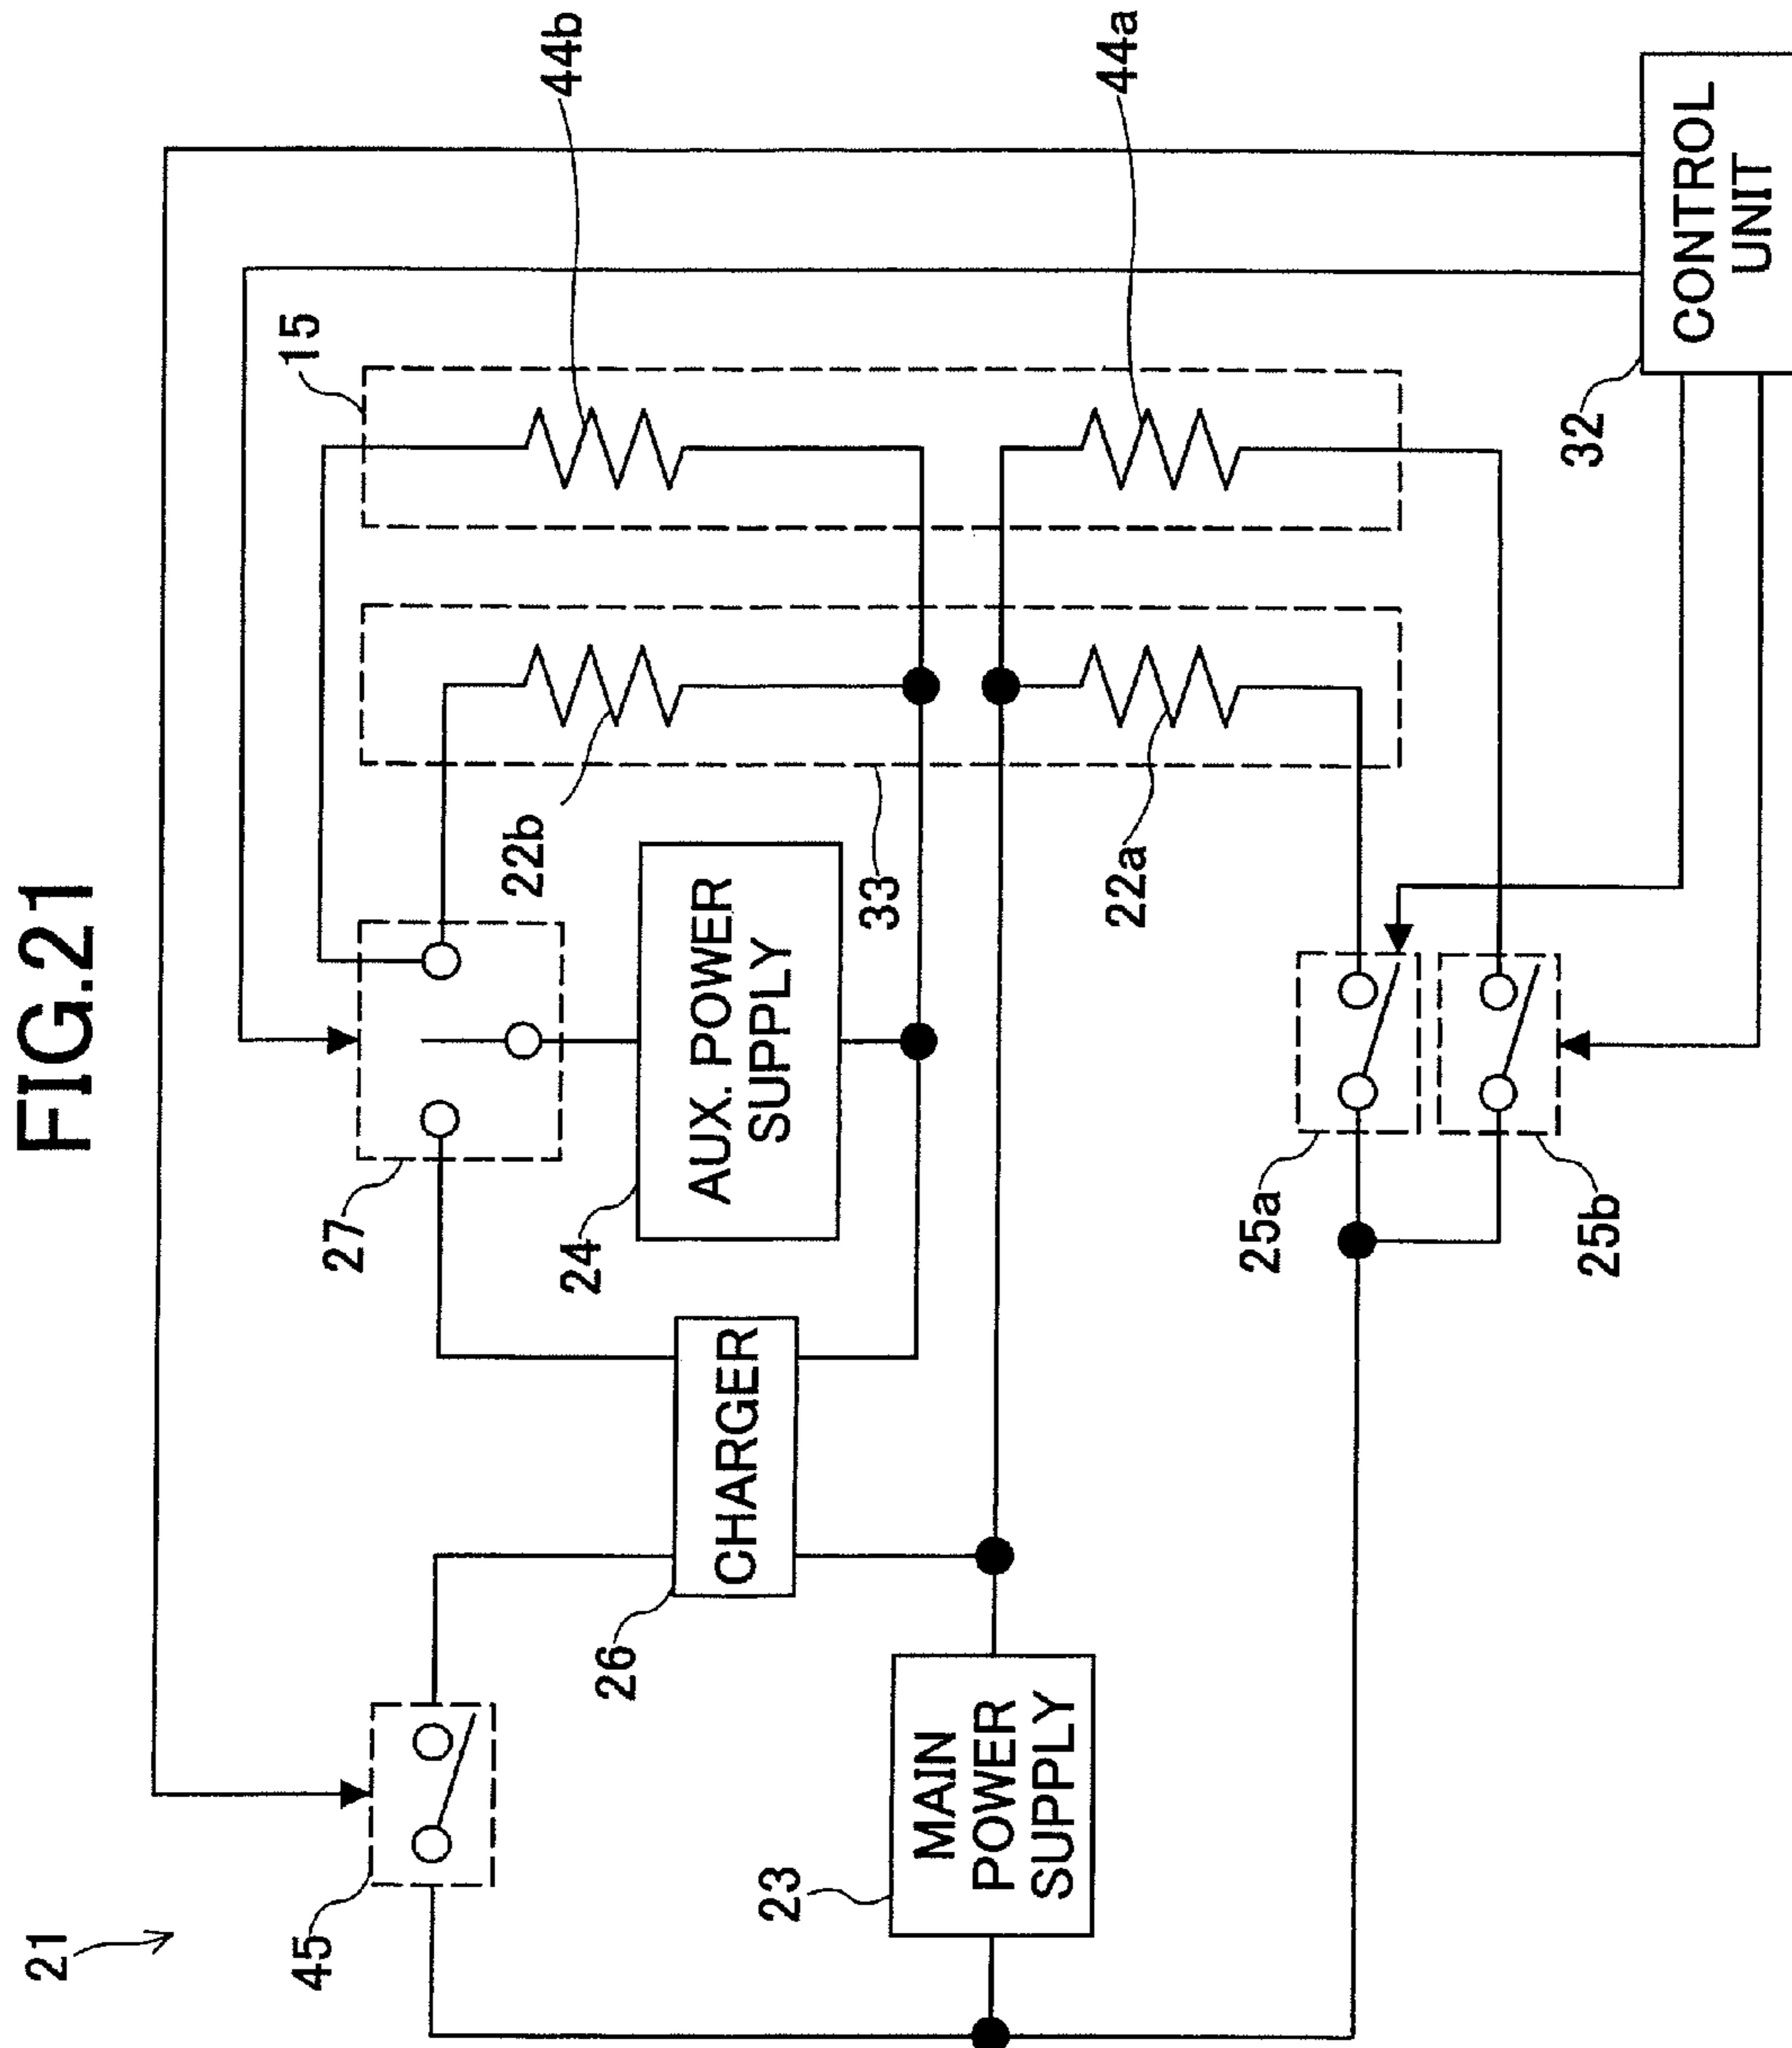 FIG.21
21
45
27
15
44b
22b
24
AUX. POWER
SUPPLY
26
CHARGER
33
44a
22a
23
MAIN
POWER
SUPPLY
25a
25b
32
CONTROL
UNIT